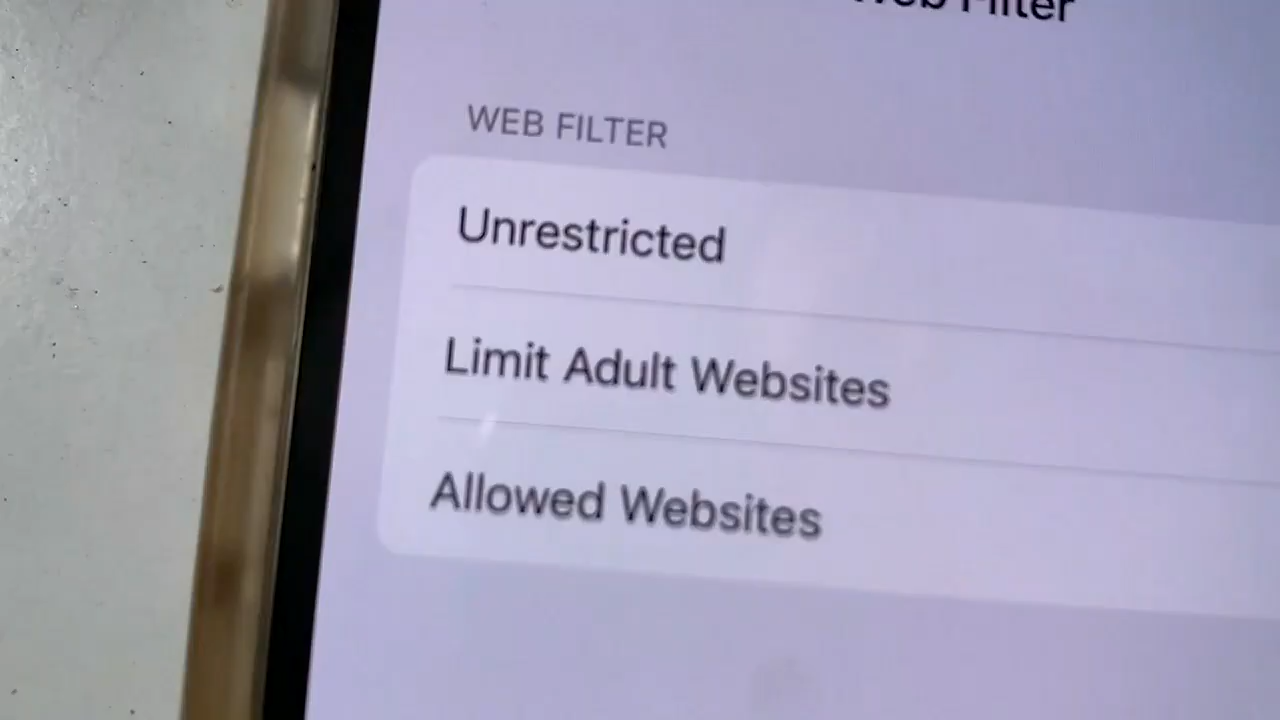 Web Filter
WEB FILTER
Unrestricted
Limit Adult Websites
Allowed Websites